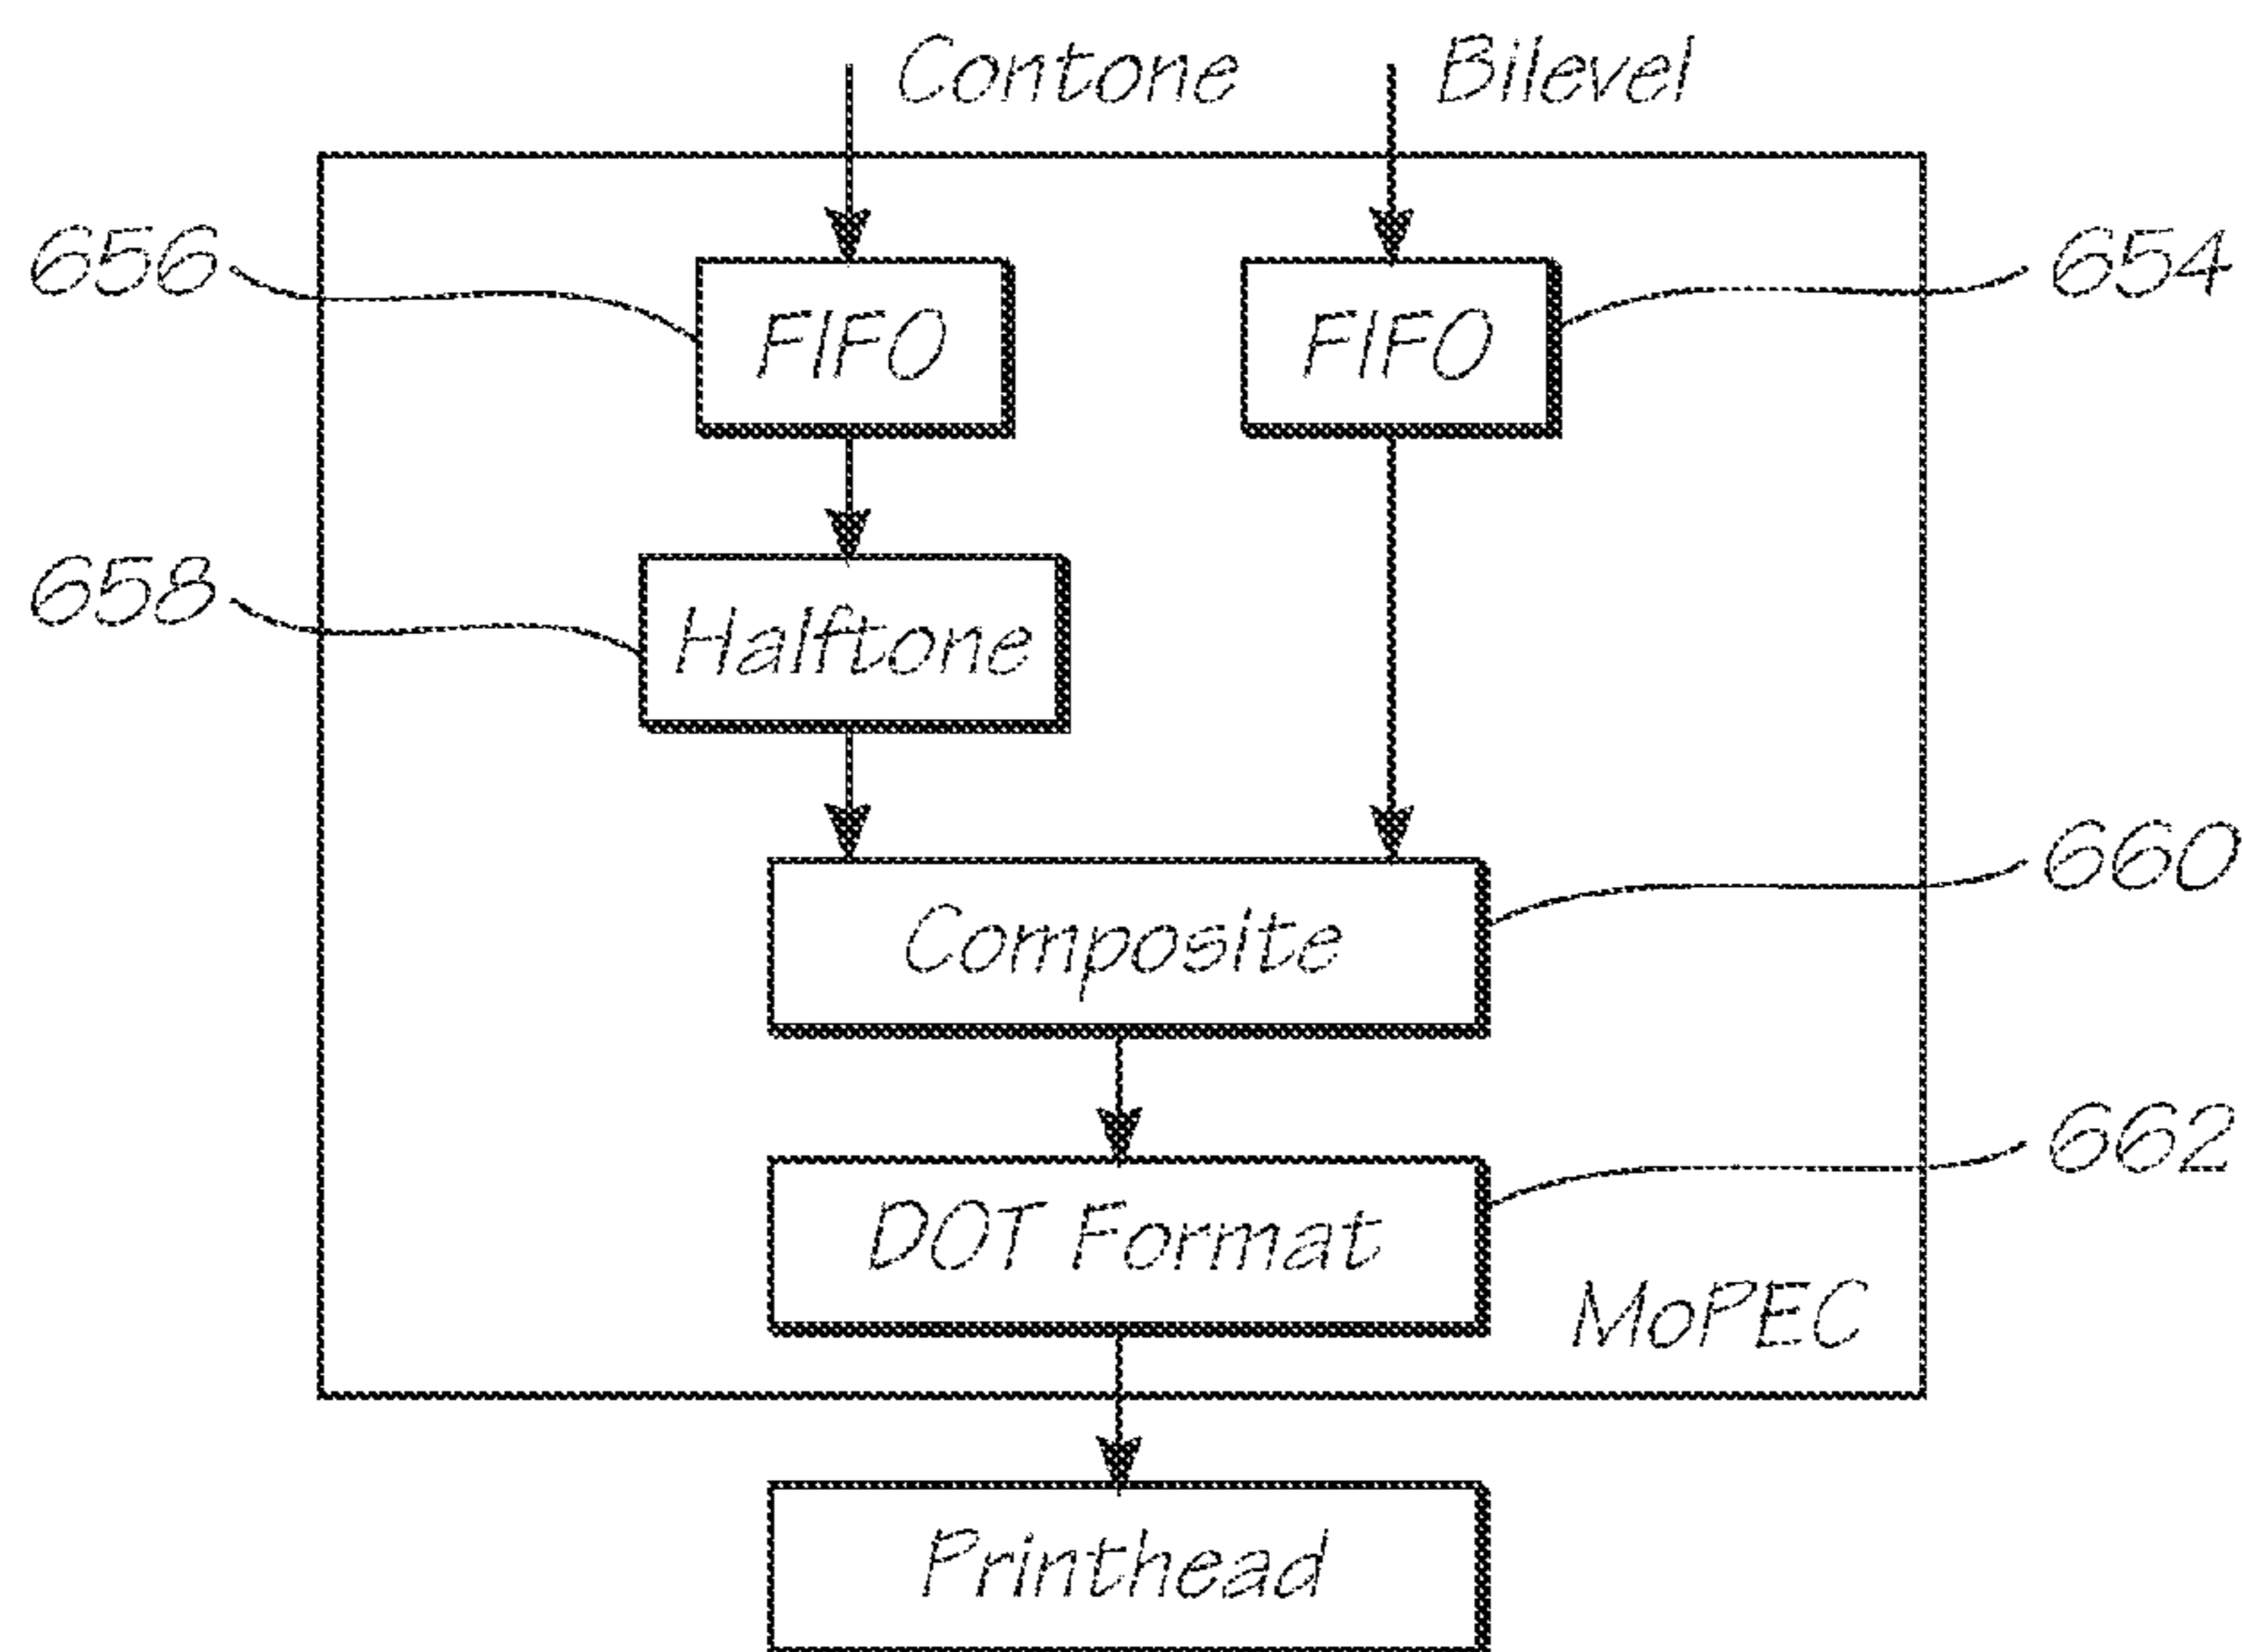 Contone
Bilevel
656
FIFO
FIFO
654
658
Halftone
660
Composite
662
DOT Format
MoPEC
Printhead